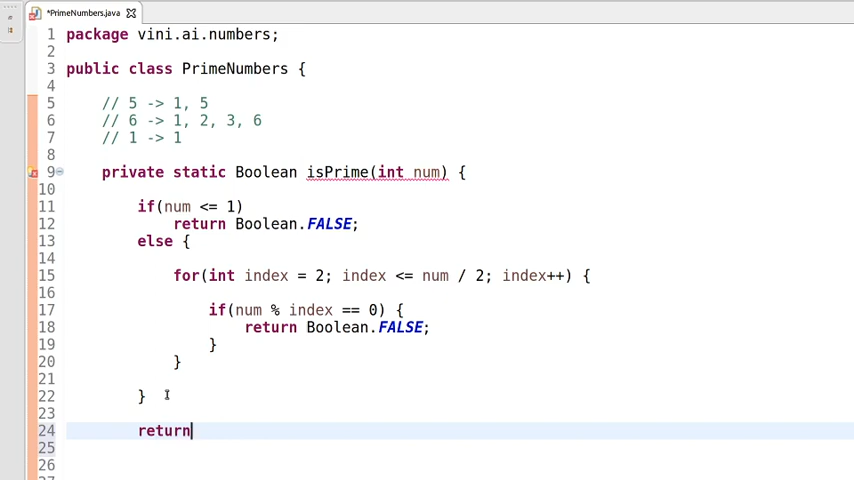 *PrimeNumbers.java
1 package vini.ai.numbers;
2
3 public class PrimeNumbers {
4
5 // 5 -> 1, 5
6 // 6 -> 1, 2, 3, 6
7 // 1 -> 1
8
9 private static Boolean isPrime(int num) {
10
11 if(num <= 1)
12 return Boolean.FALSE;
13 else {
14
15 for(int index = 2; index <= num / 2; index++) {
16
17 if(num % index == 0) {
18 return Boolean.FALSE;
19 }
20 }
21
22 }
23
24 return
25
26